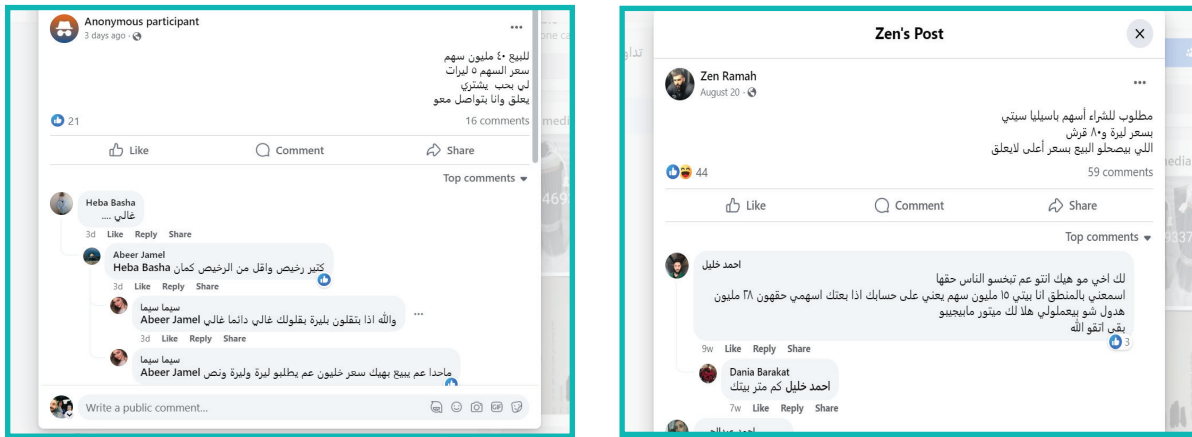 Anonymous participant
3 days ago
للبيع ٤٠ مليون سهم
سعر السهم ٥ ليرات
لي بحب يشتري
يعلق وانا بتواصل معو
21
16 comments
Like
Comment
Share
Top comments
Heba Basha
غالي ....
3d Like Reply Share
Abeer Jamel
Heba Basha كتير رخيص واقل من الرخيص كمان
3d Like Reply Share
سيما سيما
Abeer Jamel والله اذا بتقلون بليرة بقلولك غالي دائما غالي
3d Like Reply Share
سيما سيما
Abeer Jamel ماحدا عم يبيع بهيك سعر خليون عم يطلبو ليرة وليرة ونص
Write a public comment...
GIF
Zen's Post
Zen Ramah
August 20
مطلوب للشراء أسهم باسيليا سيتي
بسعر ليرة و٨٠ قرش
اللي بيصحلو البيع بسعر أعلى لايعلق
44
59 comments
Like
Comment
Share
Top comments
احمد خليل
لك اخي مو هيك انتو عم تبخسو الناس حقها
اسمعني بالمنطق انا بيتي ١٥ مليون سهم يعني على حسابك اذا بعتك اسهمي حقهون ٢٨ مليون
هدول شو بيعملولي هلا لك ميتور مابيجيبو
بقى اتقو الله
3
9w Like Reply Share
Dania Barakat
احمد خليل كم متر بيتك
7w Like Reply Share